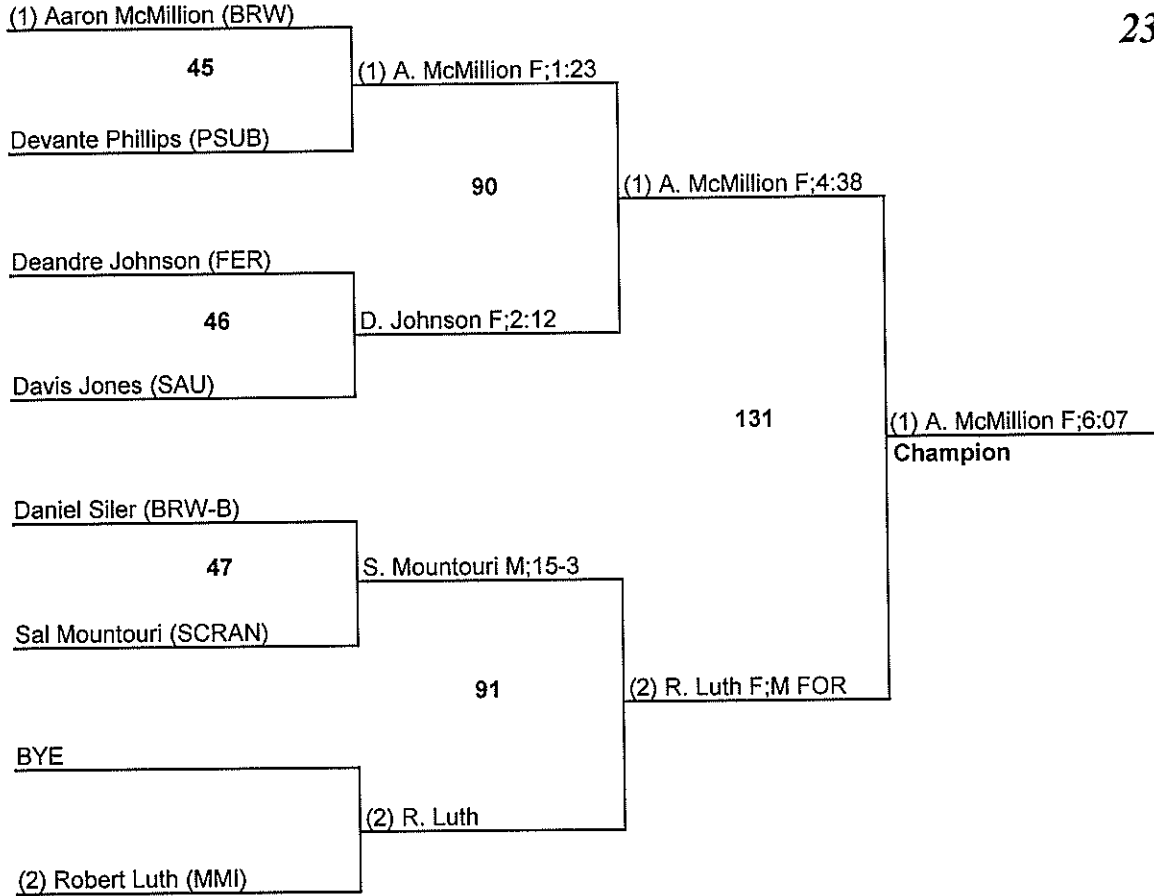 (1) Aaron McMillion (BRW)
23
45
(1) A. McMillion F;1:23
Devante Phillips (PSUB)
90
(1) A. McMillion F;4:38
Deandre Johnson (FER)
46
D. Johnson F;2:12
Davis Jones (SAU)
131
(1) A. McMillion F;6:07
Champion
Daniel Siler (BRW-B)
47
S. Mountouri M;15-3
Sal Mountouri (SCRAN)
91
(2) R. Luth F;M FOR
BYE
(2) R. Luth
(2) Robert Luth (MMI)